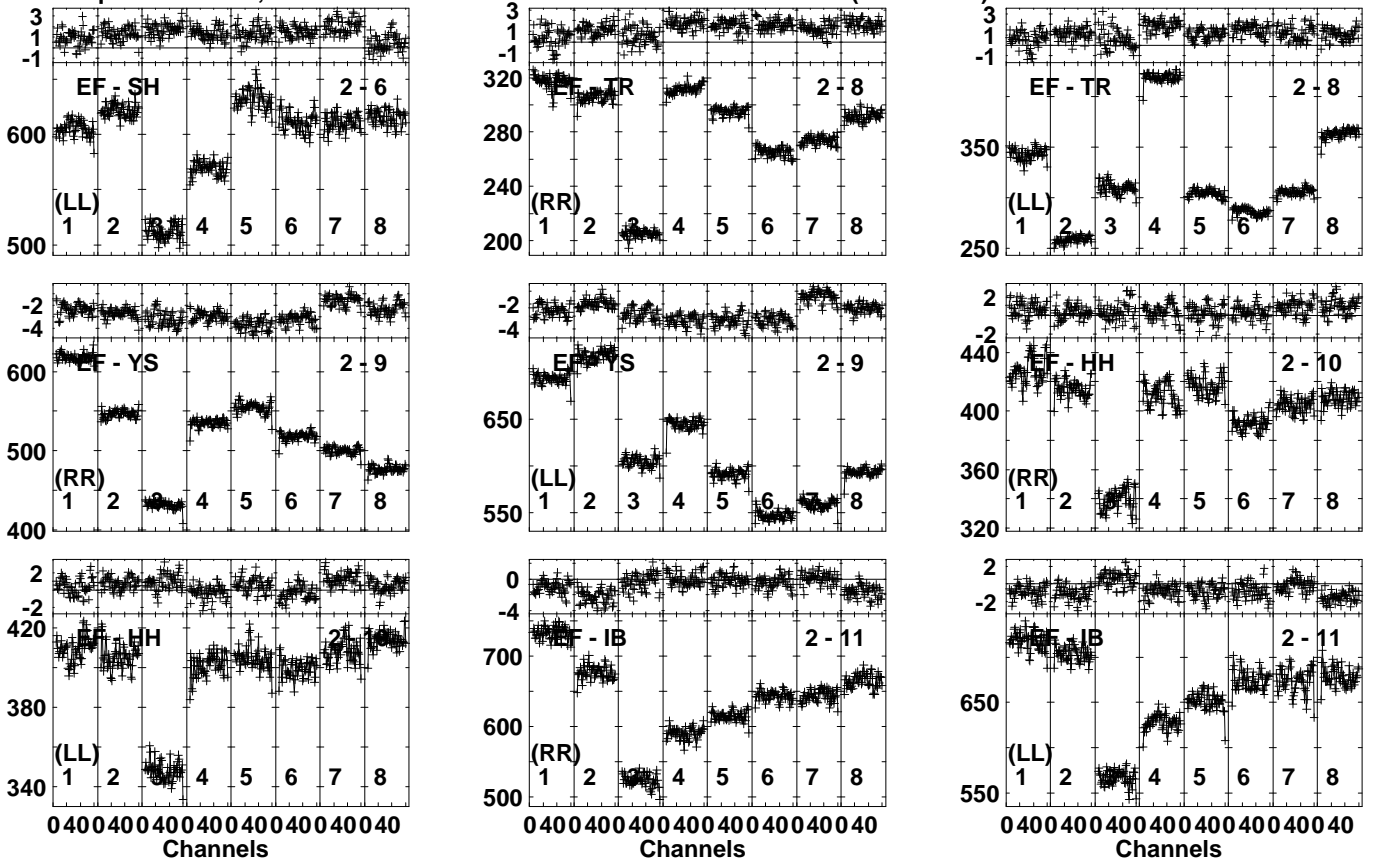 3
1
-1
EF - SH 2 - 6
600
500
(LL)
1 2 3 4 5 6 7 8
3
1
-1
EF - TR 2 - 8
320
280
240
200
(RR)
1 2 3 4 5 6 7 8
3
1
-1
EF - TR 2 - 8
350
250
(LL)
1 2 3 4 5 6 7 8
-2
-4
EF - YS 2 - 9
600
500
400
(RR)
1 2 3 4 5 6 7 8
-2
-4
EF - YS 2 - 9
650
550
(LL)
1 2 3 4 5 6 7 8
2
-2
EF - HH 2 - 10
440
400
360
320
(RR)
1 2 3 4 5 6 7 8
2
-2
EF - HH 2 - 10
420
380
340
(LL)
1 2 3 4 5 6 7 8
0 40 0 40 0 40 0 40 0 40 0 40 0 40 0 40
Channels
0
-4
EF - IB 2 - 11
700
600
500
(RR)
1 2 3 4 5 6 7 8
0 40 0 40 0 40 0 40 0 40 0 40 0 40 0 40
Channels
2
-2
EF - IB 2 - 11
650
550
(LL)
1 2 3 4 5 6 7 8
0 40 0 40 0 40 0 40 0 40 0 40 0 40 0 40
Channels